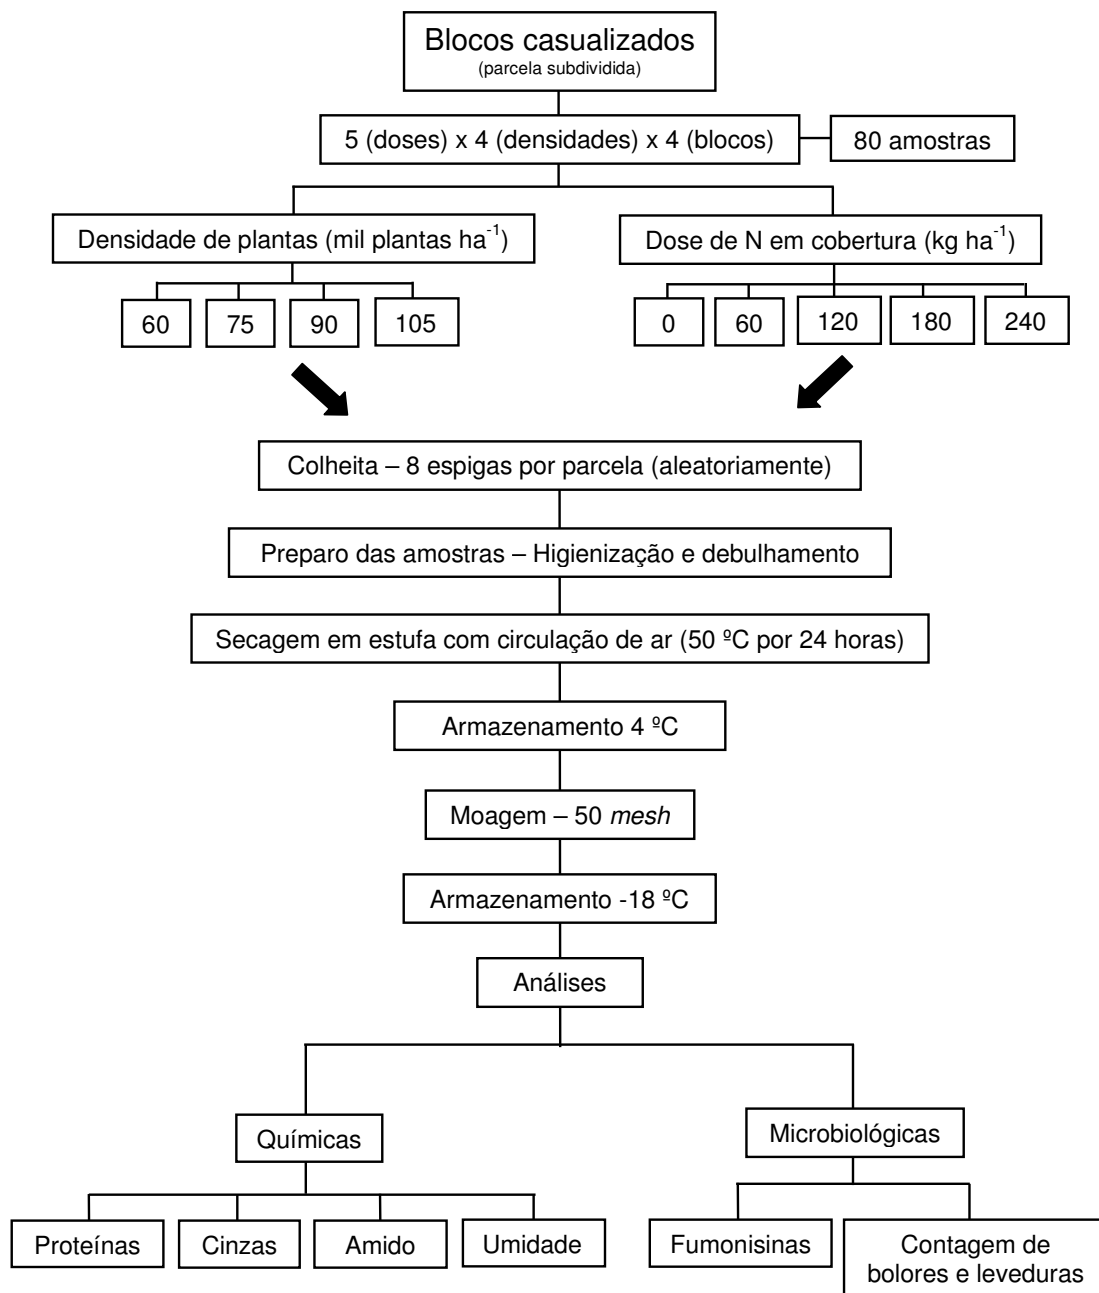 Blocos casualizados
(parcela subdividida)
5 (doses) x 4 (densidades) x 4 (blocos)
80 amostras
Densidade de plantas (mil plantas ha⁻¹)
Dose de N em cobertura (kg ha⁻¹)
60
75
90
105
0
60
120
180
240
Colheita – 8 espigas por parcela (aleatoriamente)
Preparo das amostras – Higienização e debulhamento
Secagem em estufa com circulação de ar (50 ºC por 24 horas)
Armazenamento 4 ºC
Moagem – 50 mesh
Armazenamento -18 ºC
Análises
Químicas
Microbiológicas
Proteínas
Cinzas
Amido
Umidade
Fumonisinas
Contagem de
bolores e leveduras